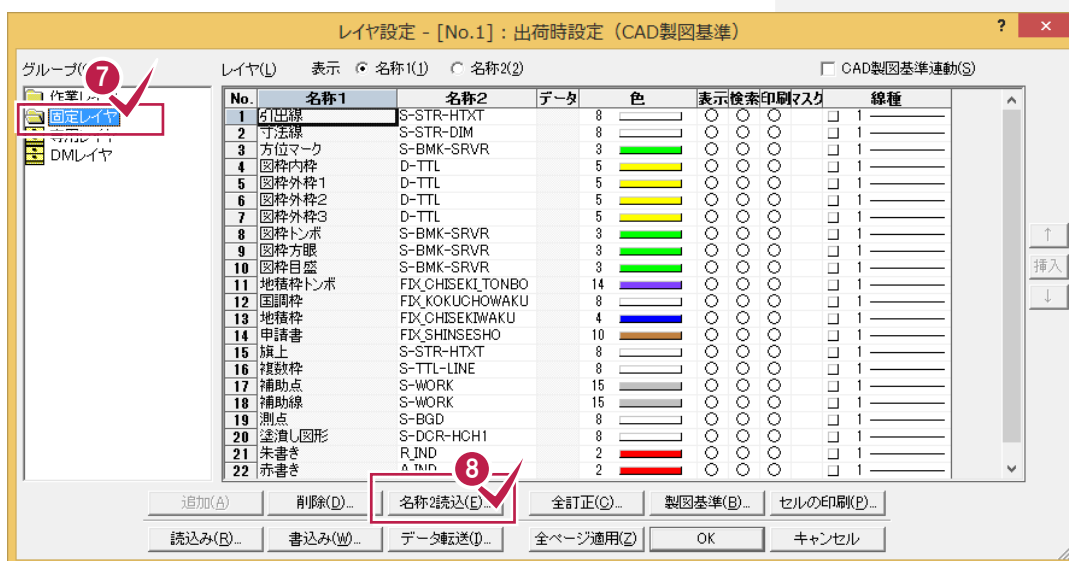 レイヤ設定 - [No.1] : 出荷時設定（CAD製図基準） ? ×
グループ( 7
レイヤ(L) 表示 名称1(1) 名称2(2) CAD製図基準連動(S)
作業レイヤ
固定レイヤ
専用レイヤ
DMレイヤ
No. 名称1 名称2 データ 色 表示 検索 印刷 マスク 線種
1 引出線 S-STR-HTXT 8 1
2 寸法線 S-STR-DIM 8 1
3 方位マーク S-BMK-SRVR 3 1
4 図枠内枠 D-TTL 5 1
5 図枠外枠1 D-TTL 5 1
6 図枠外枠2 D-TTL 5 1
7 図枠外枠3 D-TTL 5 1
8 図枠トンボ S-BMK-SRVR 3 1
9 図枠方眼 S-BMK-SRVR 3 1
10 図枠目盛 S-BMK-SRVR 3 1
11 地積枠トンボ FIX_CHISEKI_TONBO 14 1
12 国調枠 FIX_KOKUCHOWAKU 8 1
13 地積枠 FIX_CHISEKIWAKU 4 1
14 申請書 FIX_SHINSESHO 10 1
15 旗上 S-STR-HTXT 8 1
16 複数枠 S-TTL-LINE 8 1
17 補助点 S-WORK 15 1
18 補助線 S-WORK 15 1
19 測点 S-BGD 8 1
20 塗潰し図形 S-DCR-HCH1 8 1
21 朱書き R_IND 2 1
22 赤書き A_IND 2 1
8
↑
挿入
↓
追加(A) 削除(D)... 名称2読込(E)... 全訂正(C)... 製図基準(B)... セルの印刷(P)...
読込み(R)... 書込み(W)... データ転送(I)... 全ページ適用(Z) OK キャンセル